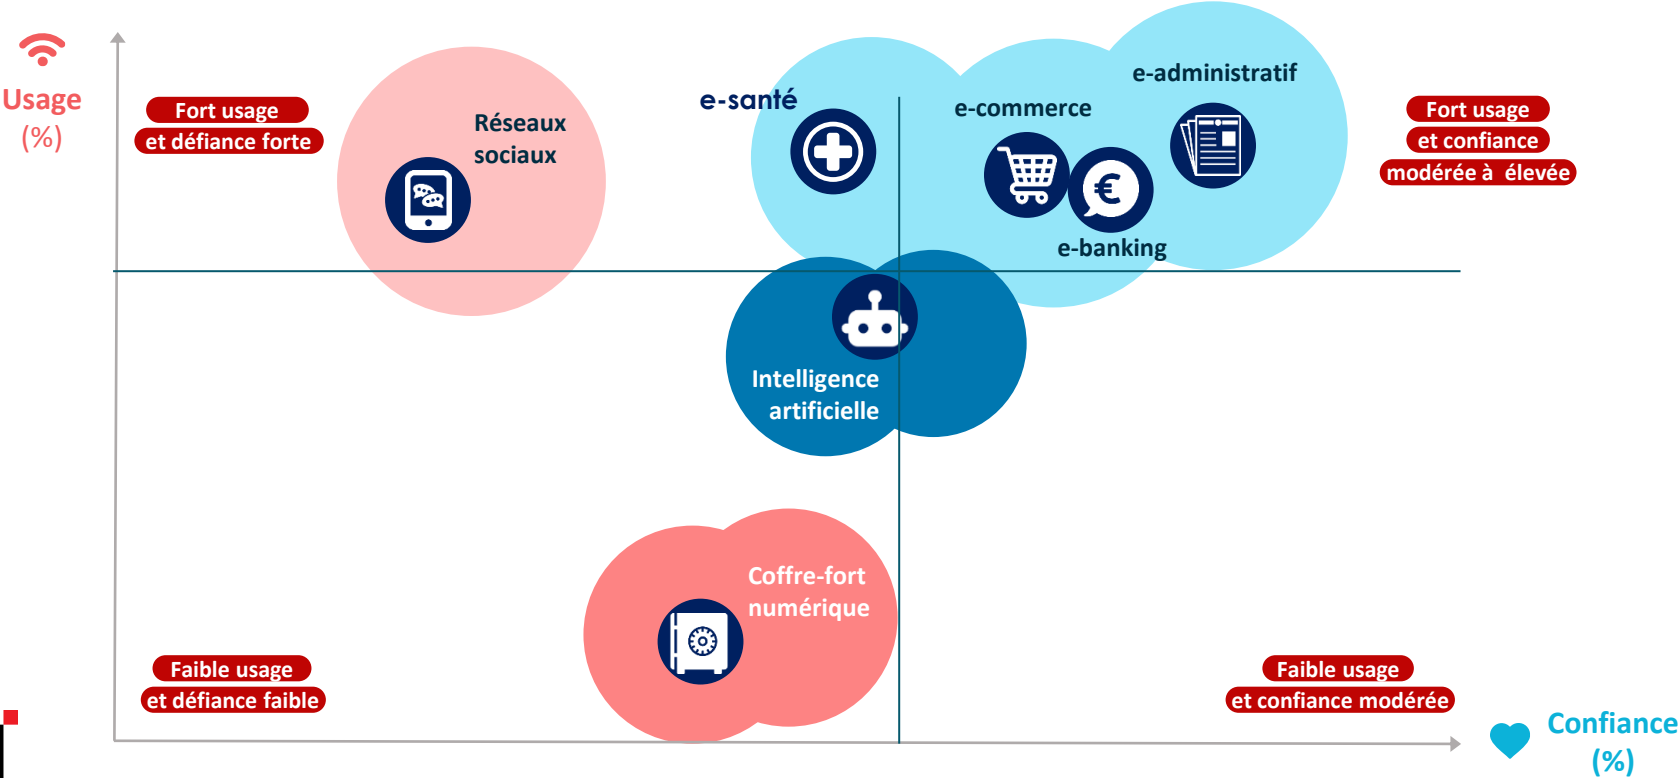 Usage
(%)
Fort usage
et défiance forte
Réseaux
sociaux
e-santé
e-commerce
e-administratif
€
e-banking
Fort usage
et confiance
modérée à élevée
Intelligence
artificielle
Coffre-fort
numérique
Faible usage
et défiance faible
Faible usage
et confiance modérée
Confiance
(%)